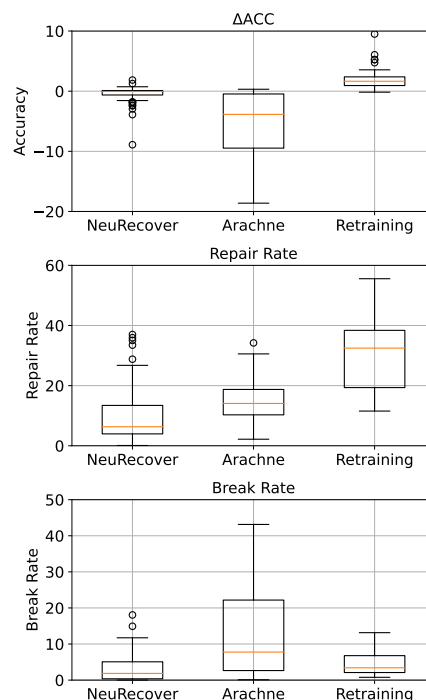 ΔACC
10
0
−10
−20
Accuracy
NeuRecover Arachne Retraining
Repair Rate
60
40
20
0
Repair Rate
NeuRecover Arachne Retraining
Break Rate
50
40
30
20
10
0
Break Rate
NeuRecover Arachne Retraining